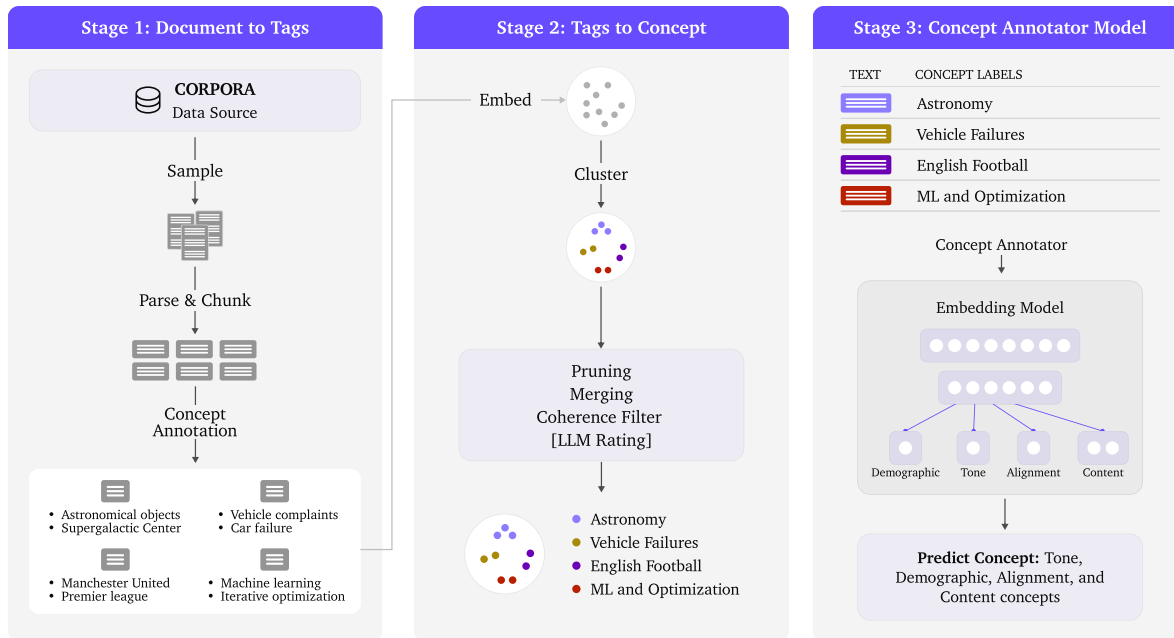 Stage 1: Document to Tags
CORPORA
Data Source
Sample
Parse & Chunk
Concept
Annotation
• Astronomical objects
• Supergalactic Center
• Vehicle complaints
• Car failure
• Manchester United
• Premier league
• Machine learning
• Iterative optimization
Stage 2: Tags to Concept
Embed
Cluster
Pruning
Merging
Coherence Filter
[LLM Rating]
Astronomy
Vehicle Failures
English Football
ML and Optimization
Stage 3: Concept Annotator Model
TEXT CONCEPT LABELS
Astronomy
Vehicle Failures
English Football
ML and Optimization
Concept Annotator
Embedding Model
Demographic Tone Alignment Content
Predict Concept: Tone,
Demographic, Alignment, and
Content concepts